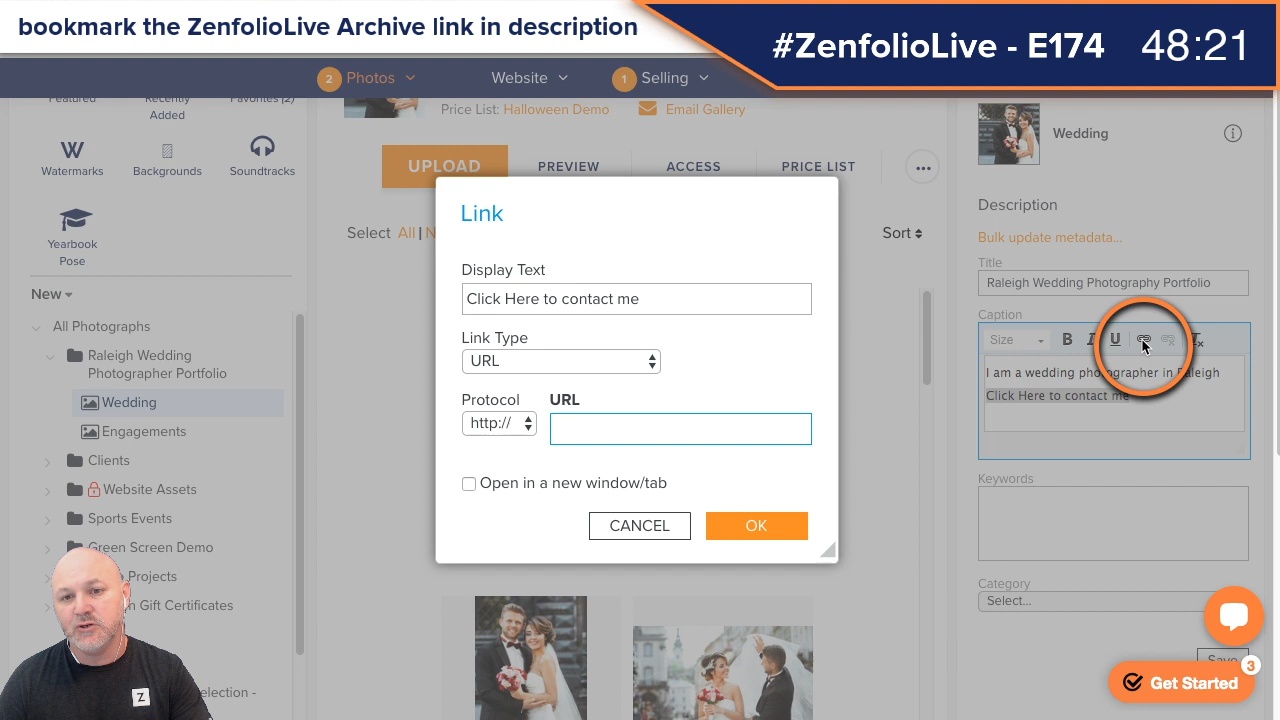 bookmark the ZenfolioLive Archive link in description
#ZenfolioLive - E174 48:21
2 Photos
Website
1 Selling
Featured
Recently
Added
Favorites (2)
Watermarks
Backgrounds
Soundtracks
Yearbook
Pose
New
All Photographs
Raleigh Wedding
Photographer Portfolio
Wedding
Engagements
Clients
Website Assets
Sports Events
Green Screen Demo
Projects
Gift Certificates
election -
Z
Price List: Halloween Demo
Email Gallery
UPLOAD
PREVIEW
ACCESS
PRICE LIST
Select All | N
Sort
Link
Display Text
Click Here to contact me
Link Type
URL
Protocol
URL
http://
Open in a new window/tab
CANCEL
OK
Wedding
Description
Bulk update metadata...
Title
Raleigh Wedding Photography Portfolio
Caption
Size
B I U
I am a wedding photographer in Raleigh
Click Here to contact me
Keywords
Category
Select...
Save
3
Get Started